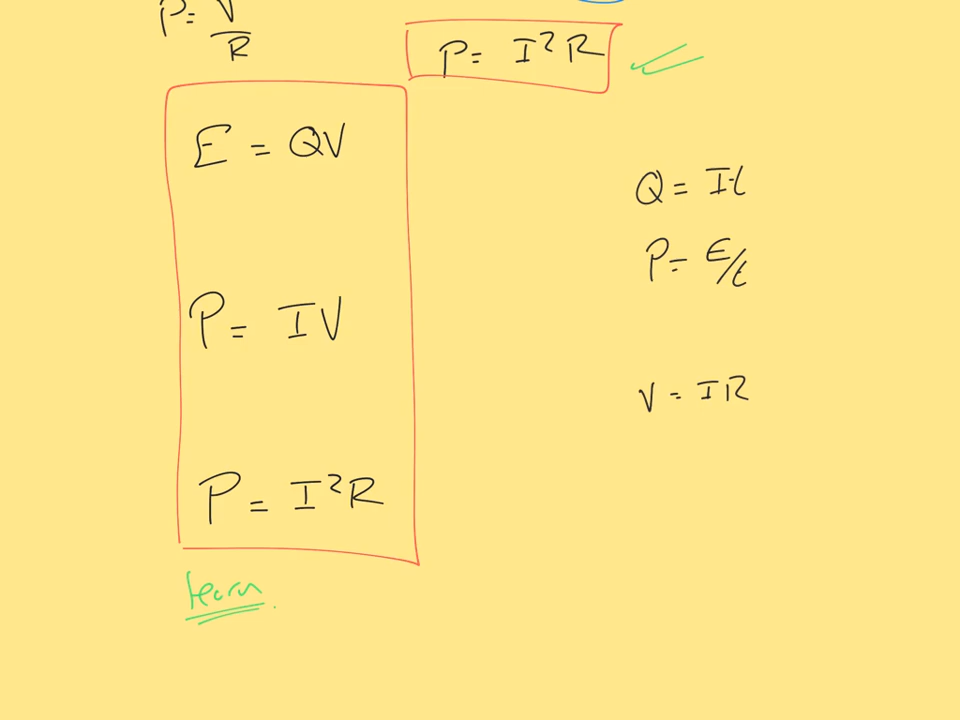 P = V
R
P = I²R
E = QV
Q = It
P = E/t
P = IV
V = IR
P = I²R
learn.